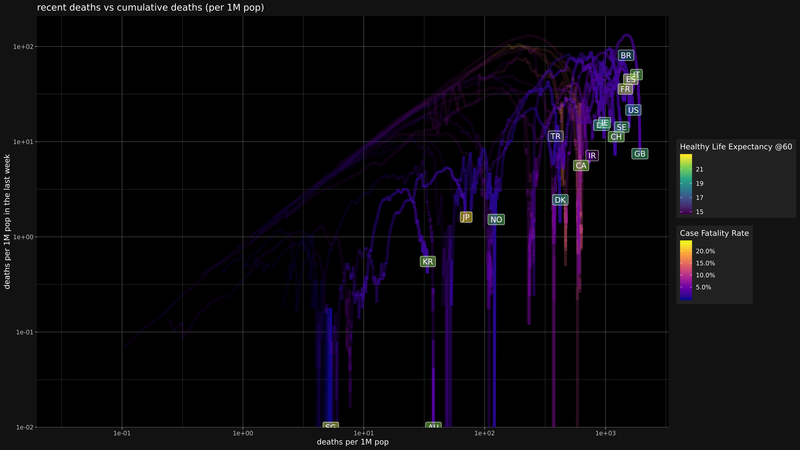 recent deaths vs cumulative deaths (per 1M pop)
1e+02
BR
ES
FR
US
1e+01
TR
SE
CH
IR
GB
CA
DK
JP
NO
1e+00
KR
1e-01
1e-02
SG
AU
1e-01
1e+00
1e+01
1e+02
1e+03
deaths per 1M pop
deaths per 1M pop in the last week
Healthy Life Expectancy @60
21
19
17
15
Case Fatality Rate
20.0%
15.0%
10.0%
5.0%